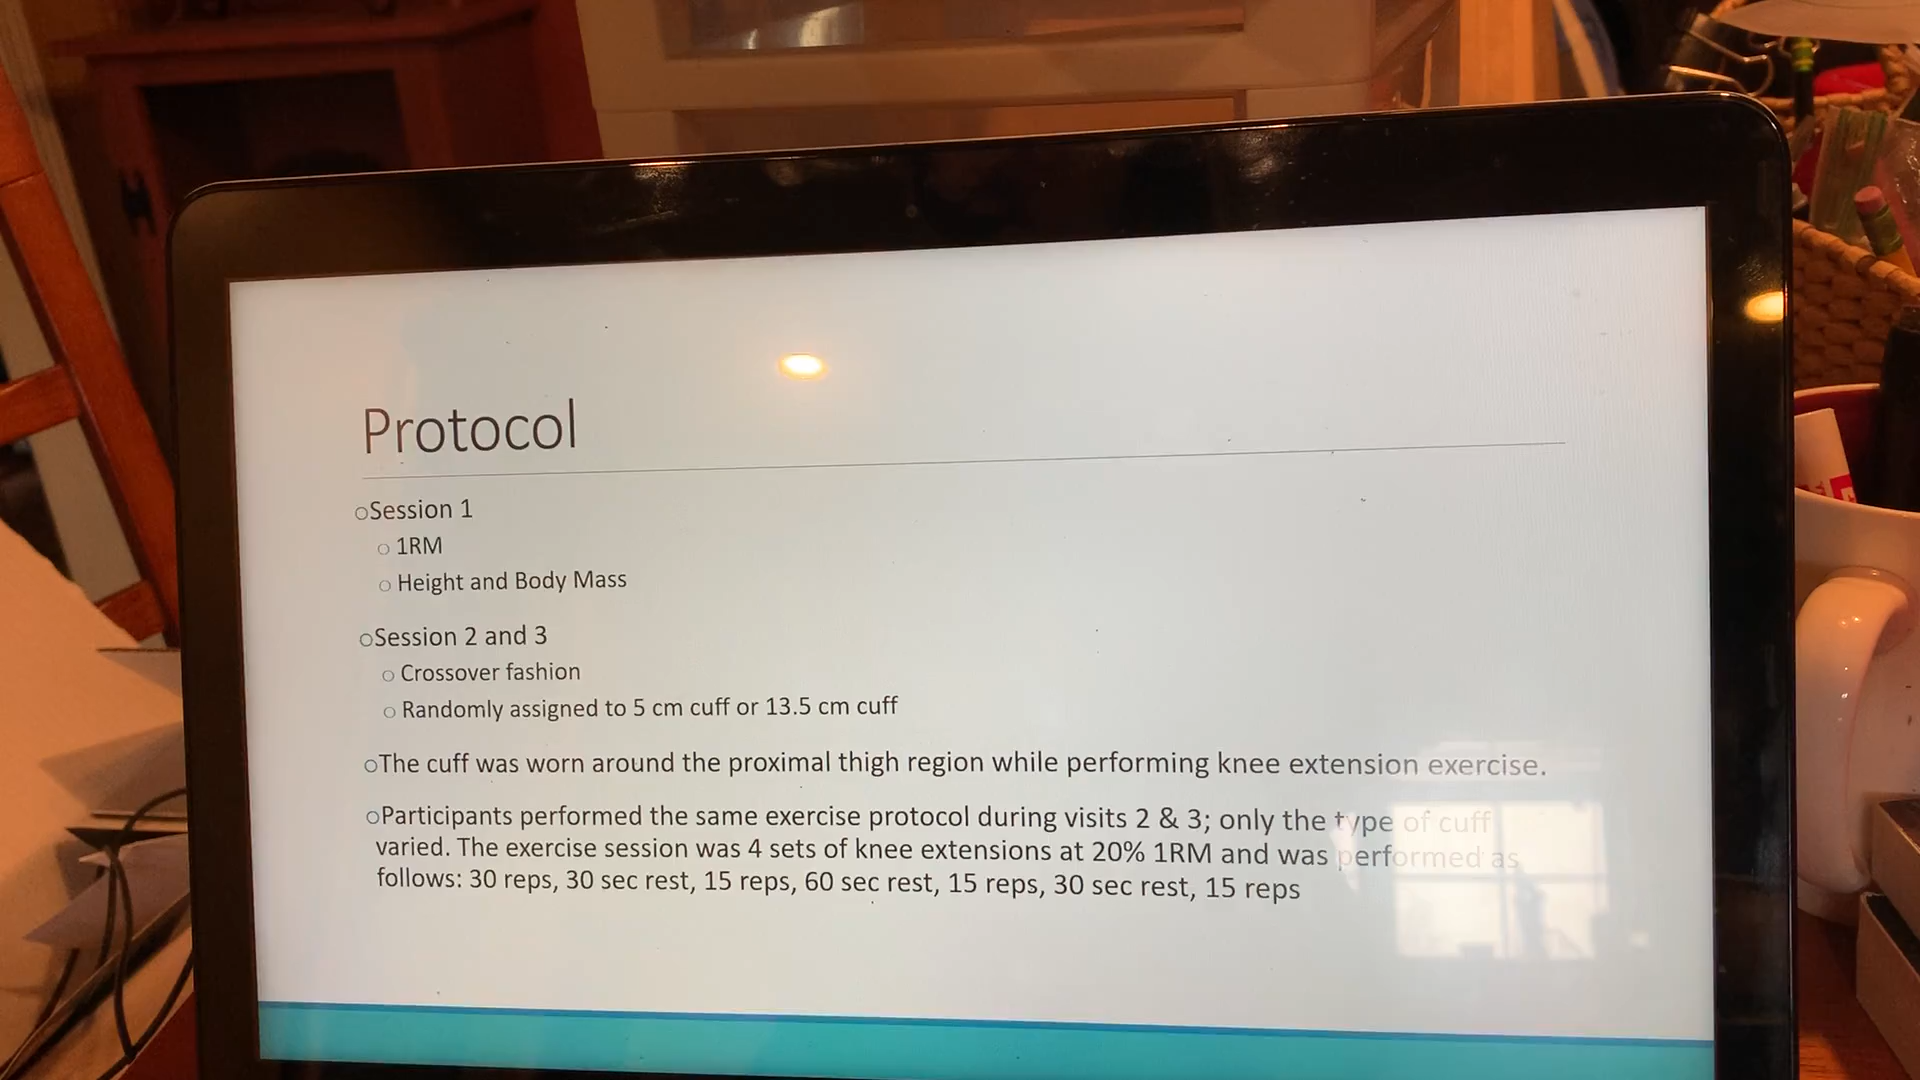 Protocol
○Session 1
○ 1RM
○ Height and Body Mass
○Session 2 and 3
○ Crossover fashion
○ Randomly assigned to 5 cm cuff or 13.5 cm cuff
○The cuff was worn around the proximal thigh region while performing knee extension exercise.
○Participants performed the same exercise protocol during visits 2 & 3; only the type of cuff
varied. The exercise session was 4 sets of knee extensions at 20% 1RM and was performed as
follows: 30 reps, 30 sec rest, 15 reps, 60 sec rest, 15 reps, 30 sec rest, 15 reps